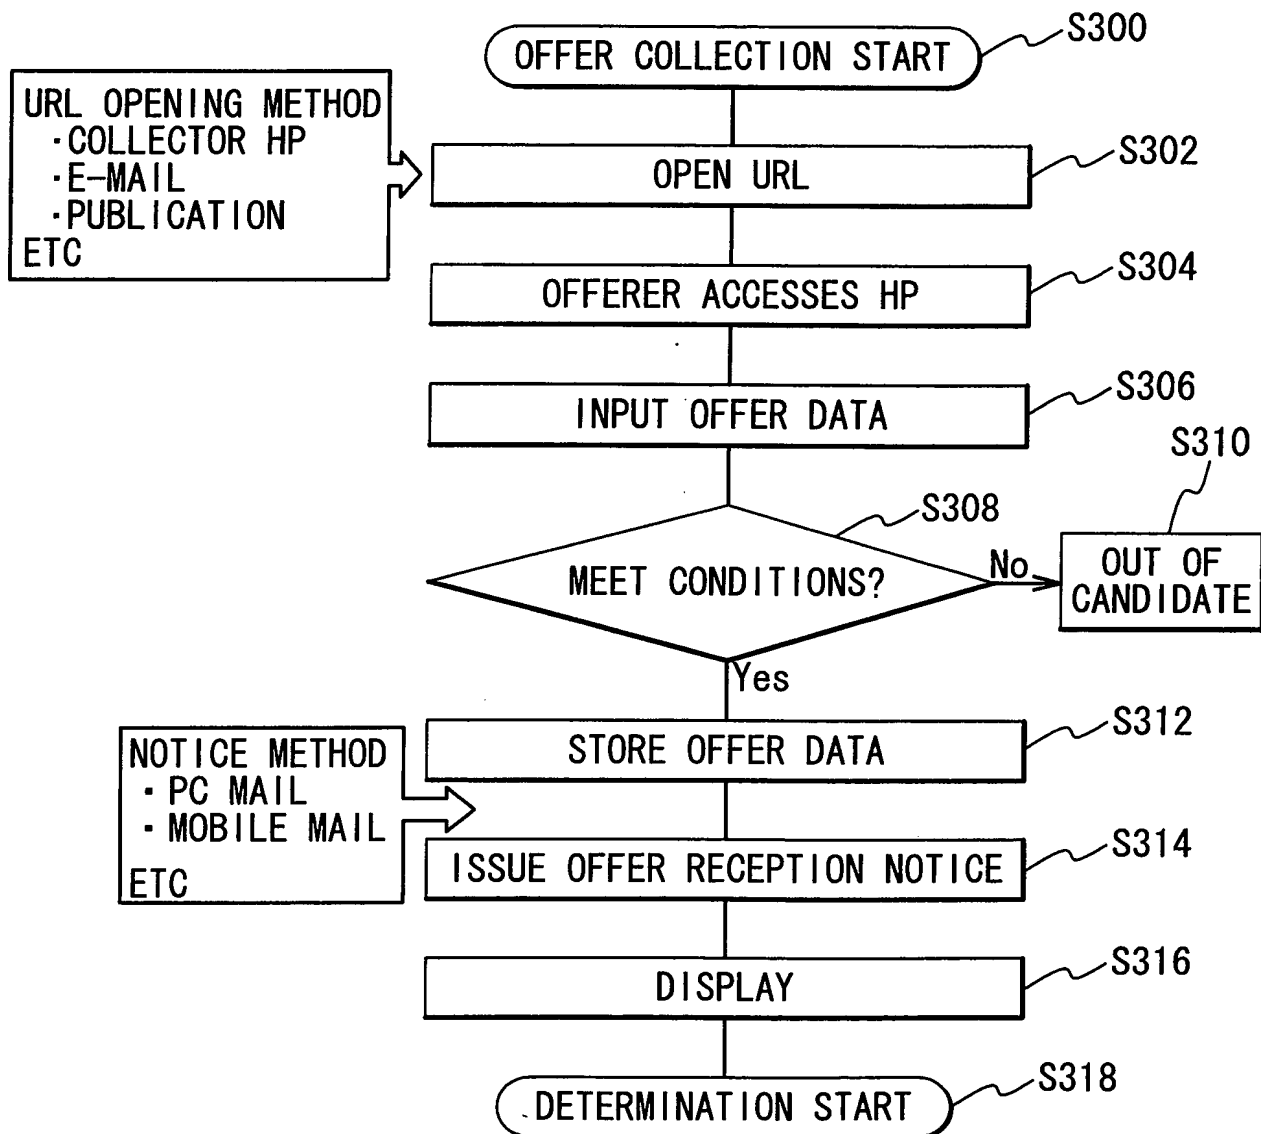 OFFER COLLECTION START
S300
URL OPENING METHOD
·COLLECTOR HP
·E-MAIL
·PUBLICATION
ETC
OPEN URL
S302
OFFERER ACCESSES HP
S304
INPUT OFFER DATA
S306
MEET CONDITIONS?
S308
No
OUT OF
CANDIDATE
S310
Yes
STORE OFFER DATA
S312
NOTICE METHOD
·PC MAIL
·MOBILE MAIL
ETC
ISSUE OFFER RECEPTION NOTICE
S314
DISPLAY
S316
DETERMINATION START
S318